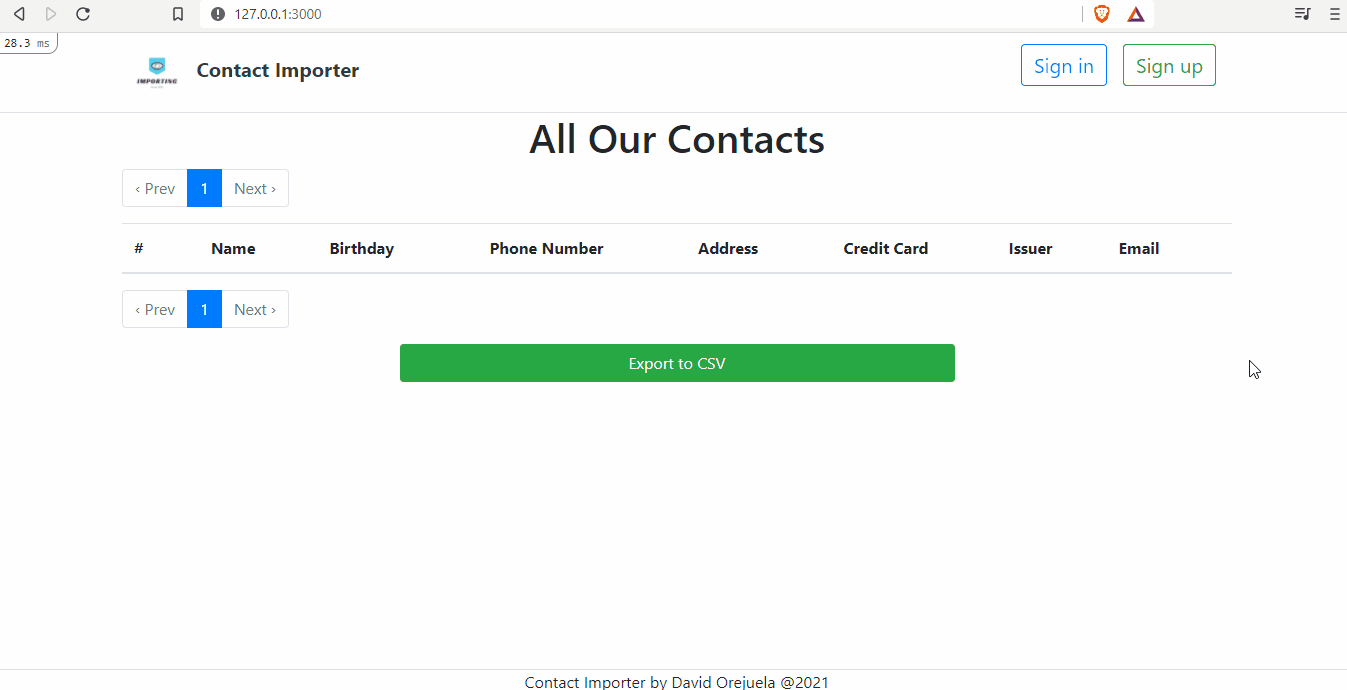 127.0.0.1:3000
28.3 ms
IMPORTING
Contact Importer
Sign in
Sign up
All Our Contacts
‹ Prev 1 Next ›
# Name Birthday Phone Number Address Credit Card Issuer Email
‹ Prev 1 Next ›
Export to CSV
Contact Importer by David Orejuela @2021